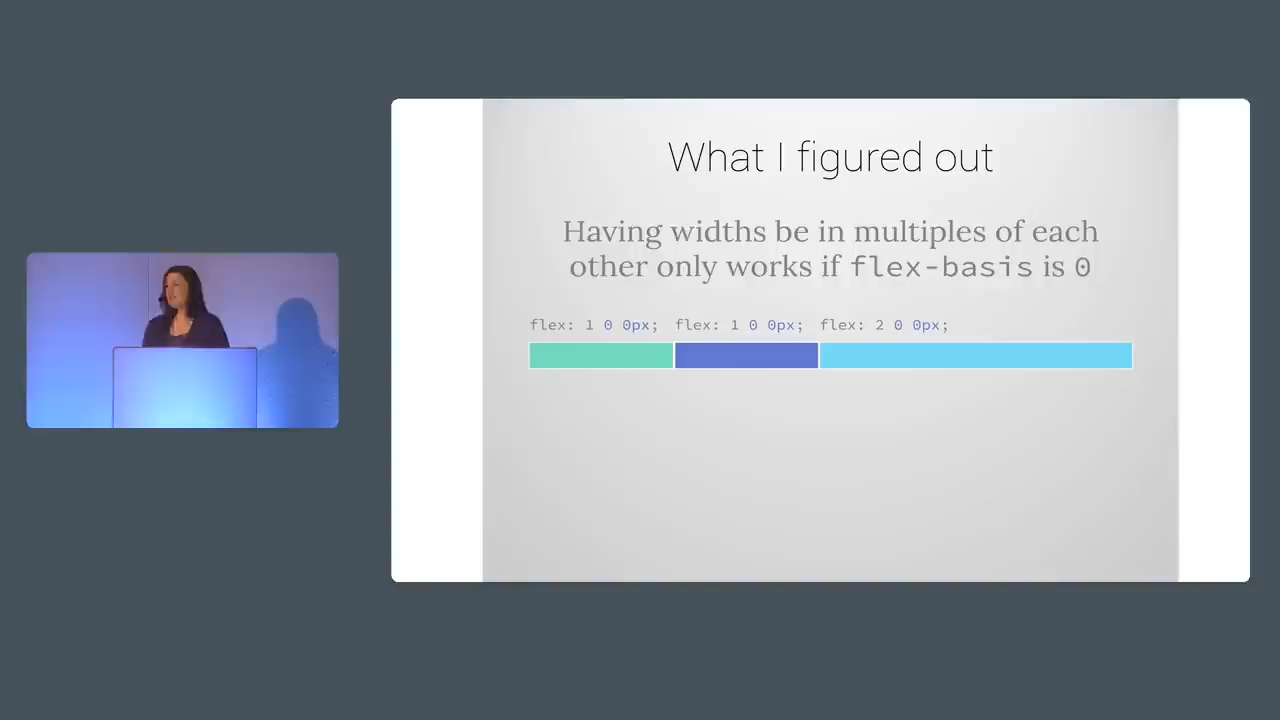 What I figured out
Having widths be in multiples of each
other only works if flex-basis is 0
flex: 1 0 0px; flex: 1 0 0px; flex: 2 0 0px;